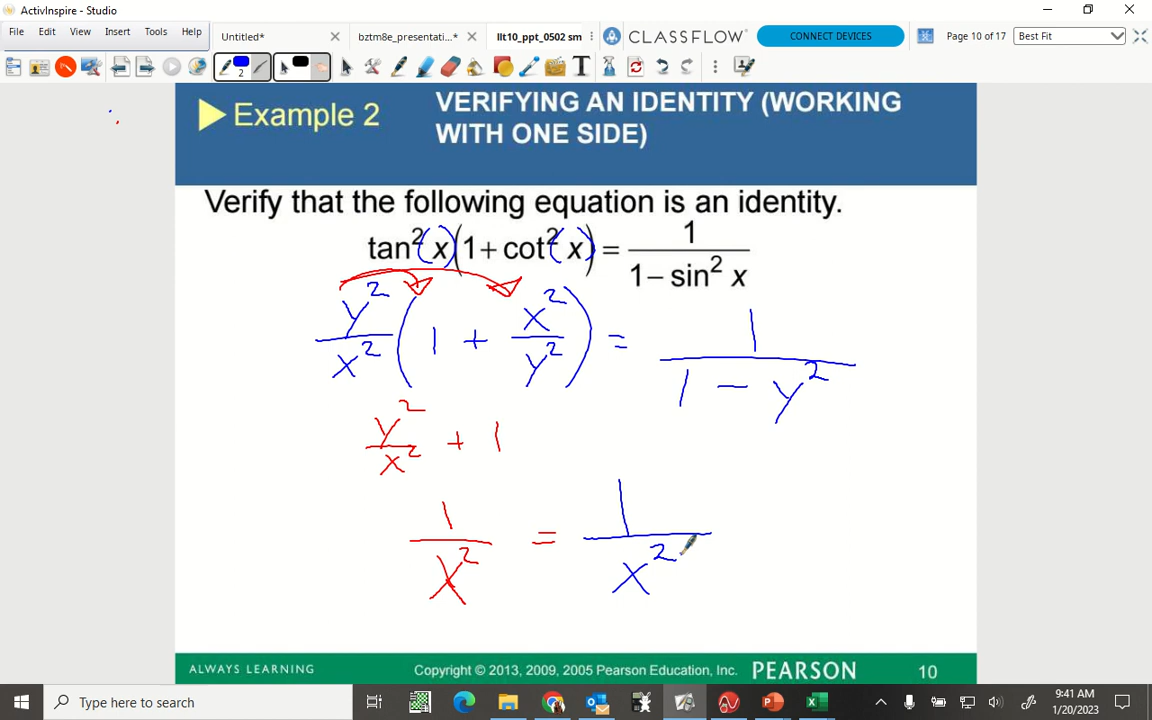 ActivInspire - Studio
File Edit View Insert Tools Help
Untitled* bztm8e_presentati...* llt10_ppt_0502 sm CLASSFLOW CONNECT DEVICES Page 10 of 17 Best Fit
2
Example 2 VERIFYING AN IDENTITY (WORKING
WITH ONE SIDE)
Verify that the following equation is an identity.
tan²(x)(1 + cot²(x)) = 1 / (1 − sin² x)
y²/x² (1 + x²/y²) = 1 / (1 − y²)
y²/x² + 1
1/x² = 1/x²
ALWAYS LEARNING Copyright © 2013, 2009, 2005 Pearson Education, Inc. PEARSON 10
Type here to search
9:41 AM
1/20/2023